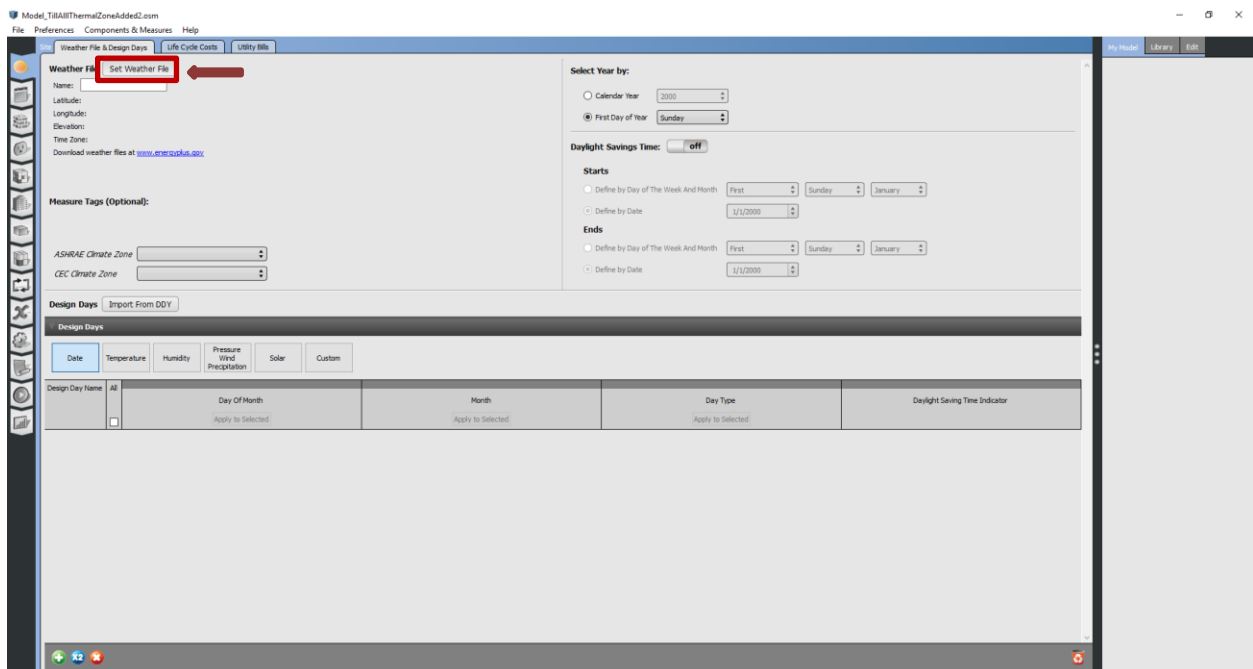 Model_TillAllThermalZoneAdded2.osm
File Preferences Components & Measures Help
Site Weather File & Design Days Life Cycle Costs Utility Bills
My Model Library Edit
Weather File Set Weather File
Name:
Latitude:
Longitude:
Elevation:
Time Zone:
Download weather files at www.energyplus.gov
Measure Tags (Optional):
ASHRAE Climate Zone
CEC Climate Zone
Select Year by:
Calendar Year 2000
First Day of Year Sunday
Daylight Savings Time: off
Starts
Define by Day of The Week And Month First Sunday January
Define by Date 1/1/2000
Ends
Define by Day of The Week And Month First Sunday January
Define by Date 1/1/2000
Design Days Import From DDY
Design Days
Date Temperature Humidity Pressure Wind Precipitation Solar Custom
Design Day Name All
Day Of Month Month Day Type Daylight Saving Time Indicator
Apply to Selected Apply to Selected Apply to Selected
x2